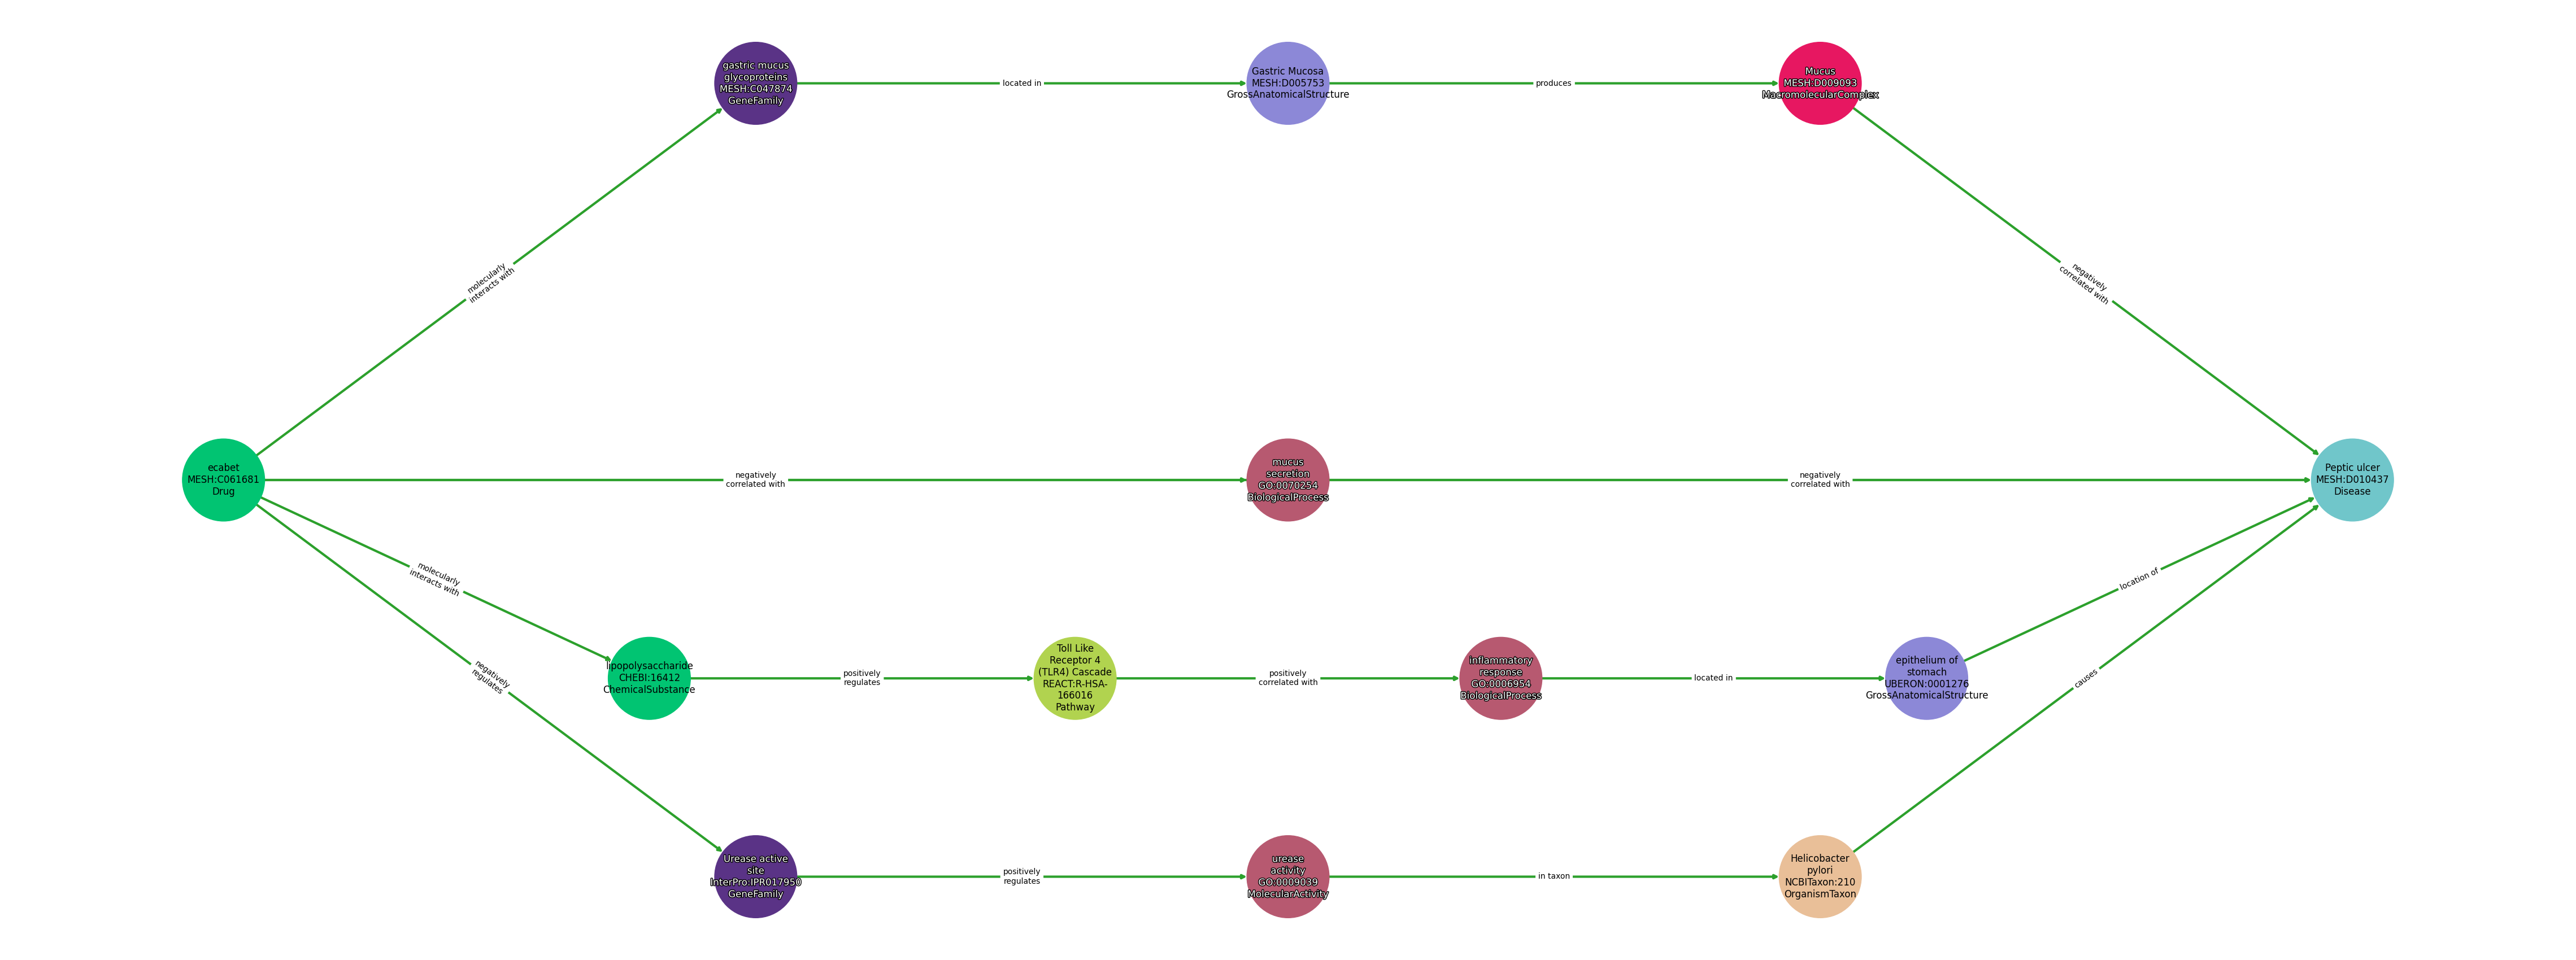 gastric mucus
glycoproteins
MESH:C047874
GeneFamily
located in
Gastric Mucosa
MESH:D005753
GrossAnatomicalStructure
produces
Mucus
MESH:D009093
MacromolecularComplex
molecularly
interacts with
negatively
correlated with
ecabet
MESH:C061681
Drug
negatively
correlated with
mucus
secretion
GO:0070254
BiologicalProcess
negatively
correlated with
Peptic ulcer
MESH:D010437
Disease
molecularly
interacts with
location of
negatively
regulates
lipopolysaccharide
CHEBI:16412
ChemicalSubstance
positively
regulates
Toll Like
Receptor 4
(TLR4) Cascade
REACT:R-HSA-
166016
Pathway
positively
correlated with
inflammatory
response
GO:0006954
BiologicalProcess
located in
epithelium of
stomach
UBERON:0001276
GrossAnatomicalStructure
causes
Urease active
site
InterPro:IPR017950
GeneFamily
positively
regulates
urease
activity
GO:0009039
MolecularActivity
in taxon
Helicobacter
pylori
NCBITaxon:210
OrganismTaxon